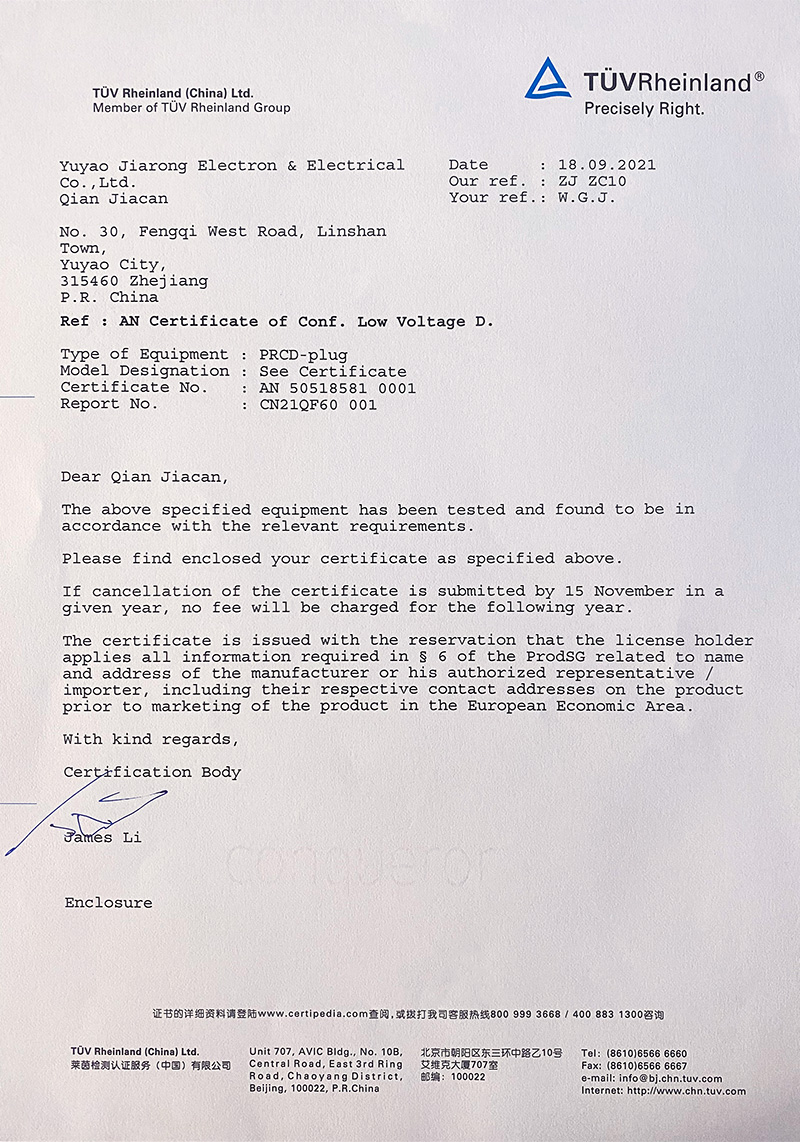 TÜV Rheinland (China) Ltd.
Member of TÜV Rheinland Group
TÜVRheinland®
Precisely Right.
Yuyao Jiarong Electron & Electrical
Co.,Ltd.
Qian Jiacan
Date : 18.09.2021
Our ref. : ZJ ZC10
Your ref.: W.G.J.
No. 30, Fengqi West Road, Linshan
Town,
Yuyao City,
315460 Zhejiang
P.R. China
Ref : AN Certificate of Conf. Low Voltage D.
Type of Equipment : PRCD-plug
Model Designation : See Certificate
Certificate No. : AN 50518581 0001
Report No. : CN21QF60 001
Dear Qian Jiacan,
The above specified equipment has been tested and found to be in
accordance with the relevant requirements.
Please find enclosed your certificate as specified above.
If cancellation of the certificate is submitted by 15 November in a
given year, no fee will be charged for the following year.
The certificate is issued with the reservation that the license holder
applies all information required in § 6 of the ProdSG related to name
and address of the manufacturer or his authorized representative /
importer, including their respective contact addresses on the product
prior to marketing of the product in the European Economic Area.
With kind regards,
Certification Body
James Li
conqueror
Enclosure
证书的详细资料请登陆www.certipedia.com查阅,或拨打我司客服热线800 999 3668 / 400 883 1300咨询
TÜV Rheinland (China) Ltd.
莱茵检测认证服务（中国）有限公司
Unit 707, AVIC Bldg., No. 10B,
Central Road, East 3rd Ring
Road, Chaoyang District,
Beijing, 100022, P.R.China
北京市朝阳区东三环中路乙10号
艾维克大厦707室
邮编：100022
Tel: (8610)6566 6660
Fax: (8610)6566 6667
e-mail: info@bj.chn.tuv.com
Internet: http://www.chn.tuv.com